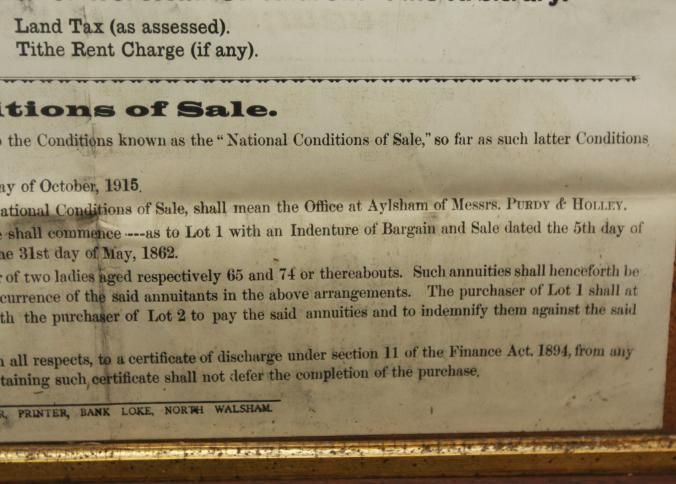 Land Tax (as assessed).
Tithe Rent Charge (if any).
itions of Sale.
the Conditions known as the "National Conditions of Sale," so far as such latter Conditions
ay of October, 1915.
ational Conditions of Sale, shall mean the Office at Aylsham of Messrs. PURDY & HOLLEY.
e shall commence ----as to Lot 1 with an Indenture of Bargain and Sale dated the 5th day of
he 31st day of May, 1862.
r of two ladies aged respectively 65 and 74 or thereabouts. Such annuities shall henceforth be
currence of the said annuitants in the above arrangements. The purchaser of Lot 1 shall at
th the purchaser of Lot 2 to pay the said annuities and to indemnify them against the said
n all respects, to a certificate of discharge under section 11 of the Finance Act. 1894, from any
taining such certificate shall not defer the completion of the purchase.
R, PRINTER, BANK LOKE, NORTH WALSHAM.